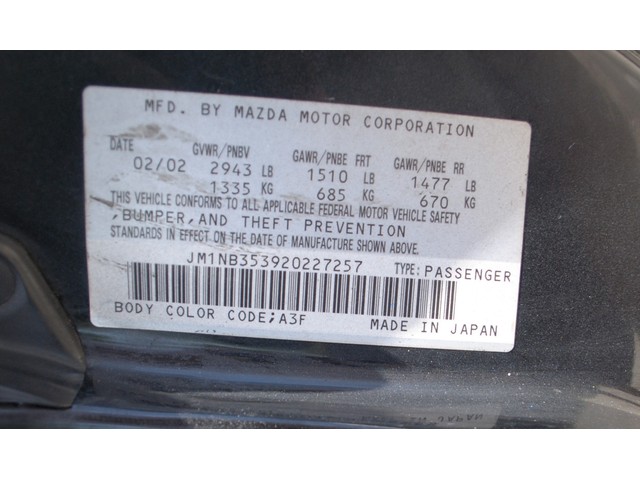 MFD. BY MAZDA MOTOR CORPORATION
DATE GVWR/PNBV GAWR/PNBE FRT GAWR/PNBE RR
02/02 2943 LB 1510 LB 1477 LB
1335 KG 685 KG 670 KG
THIS VEHICLE CONFORMS TO ALL APPLICABLE FEDERAL MOTOR VEHICLE SAFETY
,BUMPER,AND THEFT PREVENTION
STANDARDS IN EFFECT ON THE DATE OF MANUFACTURE SHOWN ABOVE.
JM1NB353920227257 TYPE:PASSENGER
BODY COLOR CODE;A3F MADE IN JAPAN